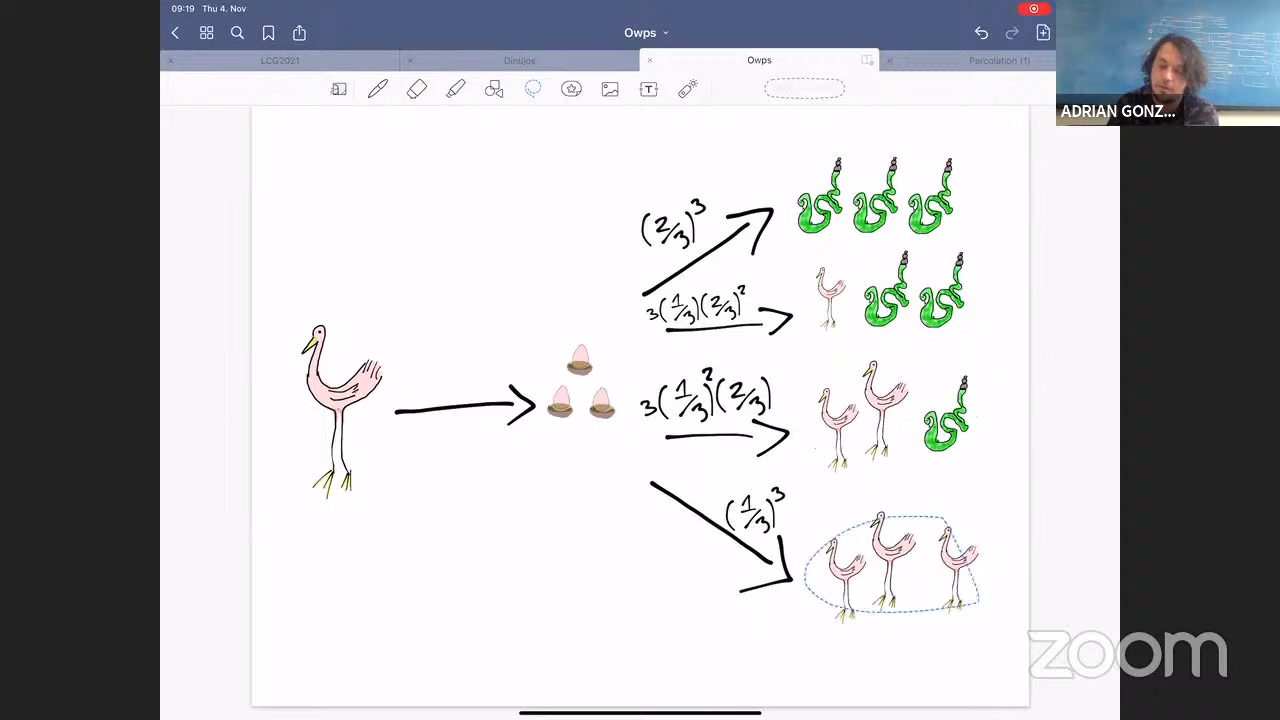 09:19 Thu 4. Nov
Owps
LCG2021
Dinujos
Owps
Percolation (1)
ADRIAN GONZ...
(2/3)^3
3(1/3)(2/3)^2
3(1/3)^2(2/3)
(1/3)^3
zoom